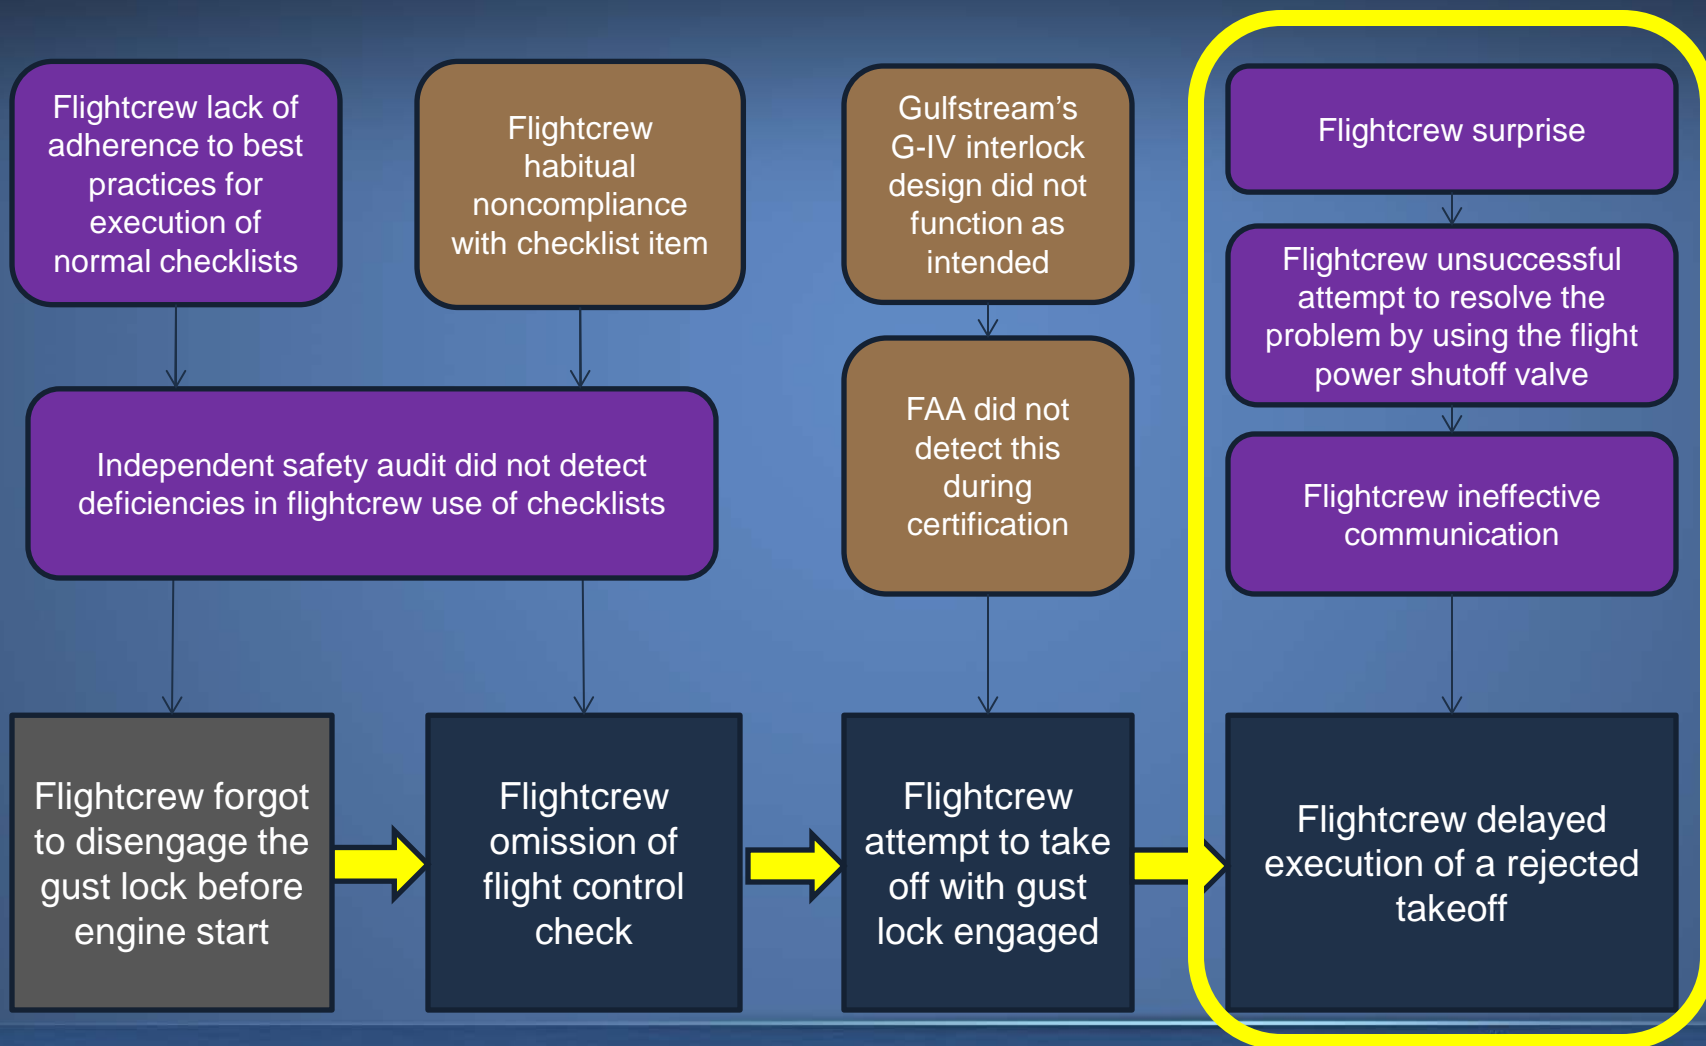 Flightcrew lack of
adherence to best
practices for
execution of
normal checklists
Flightcrew
habitual
noncompliance
with checklist item
Gulfstream’s
G-IV interlock
design did not
function as
intended
Flightcrew surprise
Flightcrew unsuccessful
attempt to resolve the
problem by using the flight
power shutoff valve
Independent safety audit did not detect
deficiencies in flightcrew use of checklists
FAA did not
detect this
during
certification
Flightcrew ineffective
communication
Flightcrew forgot
to disengage the
gust lock before
engine start
Flightcrew
omission of
flight control
check
Flightcrew
attempt to take
off with gust
lock engaged
Flightcrew delayed
execution of a rejected
takeoff